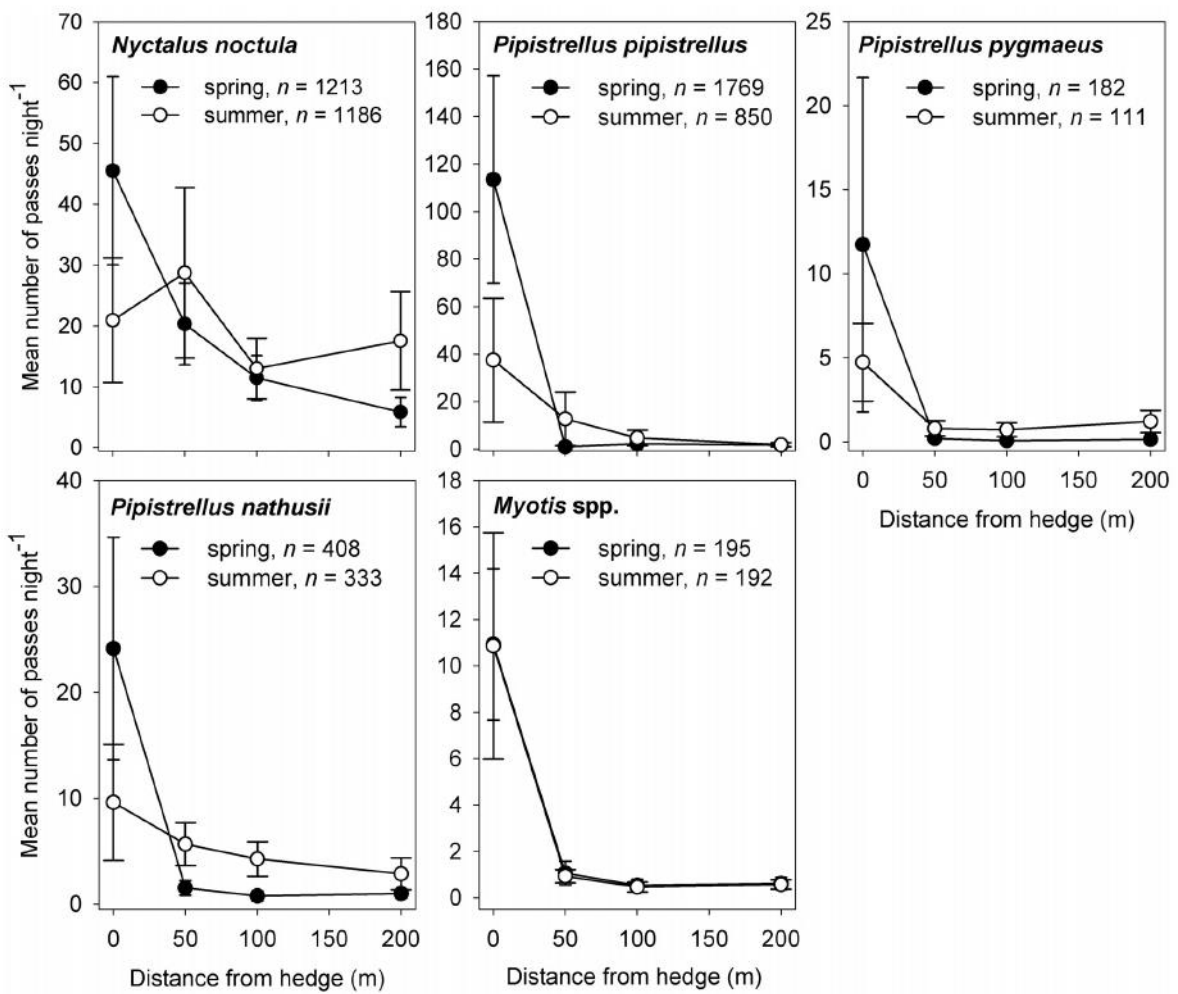 Nyctalus noctula
spring, n = 1213
summer, n = 1186
Mean number of passes night-1
70
60
50
40
30
20
10
0
Pipistrellus pipistrellus
spring, n = 1769
summer, n = 850
180
160
140
120
100
80
60
40
20
0
Pipistrellus pygmaeus
spring, n = 182
summer, n = 111
25
20
15
10
5
0
0 50 100 150 200
Distance from hedge (m)
Pipistrellus nathusii
spring, n = 408
summer, n = 333
Mean number of passes night-1
40
30
20
10
0
0 50 100 150 200
Distance from hedge (m)
Myotis spp.
spring, n = 195
summer, n = 192
18
16
14
12
10
8
6
4
2
0
0 50 100 150 200
Distance from hedge (m)